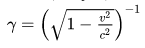 γ = (√(1 − v²/c²))⁻¹